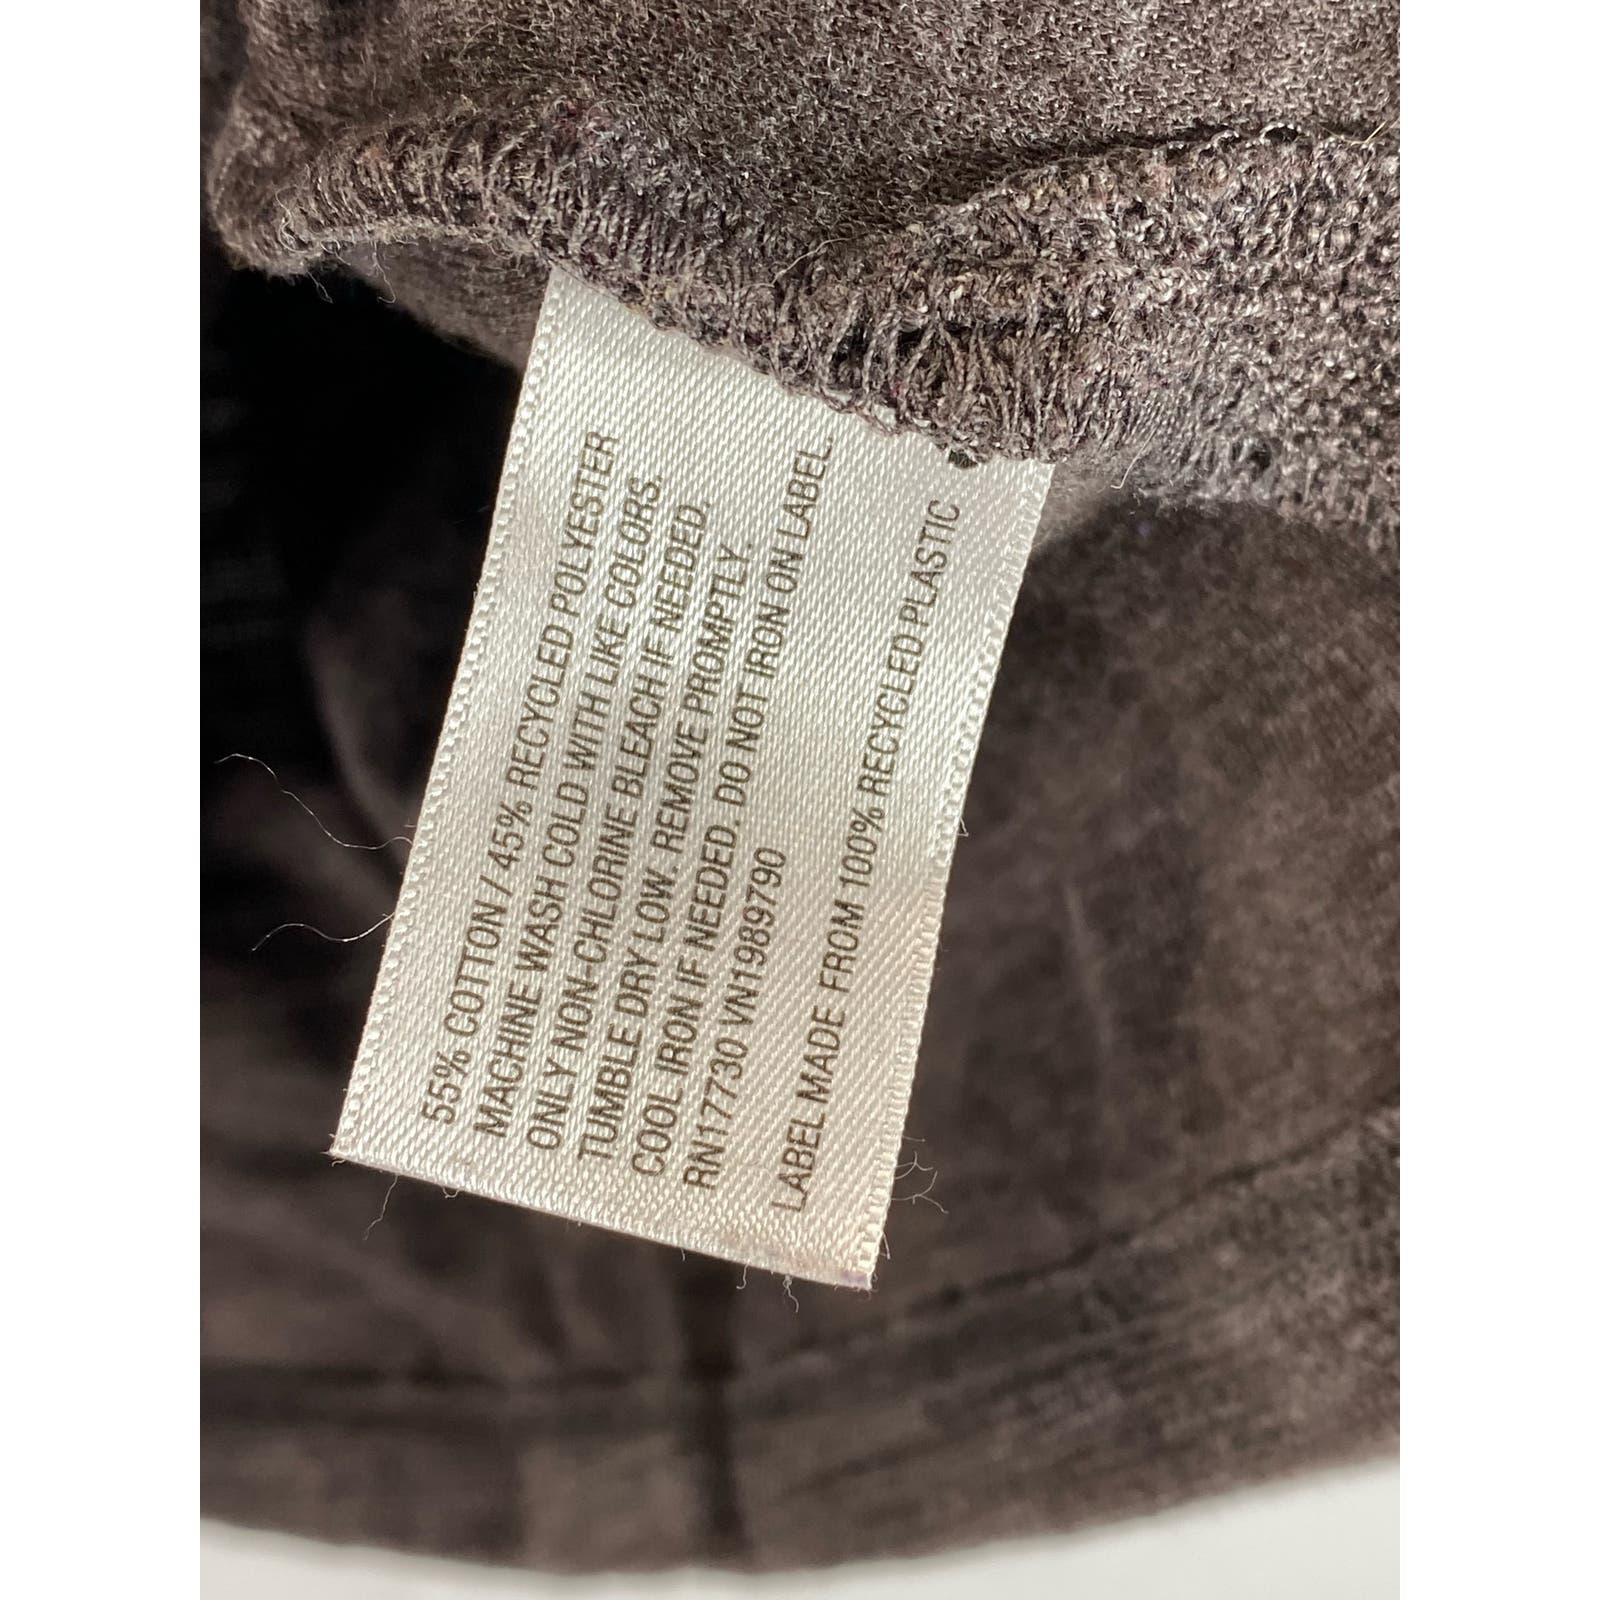 55% COTTON / 45% RECYCLED POLYESTER
MACHINE WASH COLD WITH LIKE COLORS.
ONLY NON-CHLORINE BLEACH IF NEEDED.
TUMBLE DRY LOW. REMOVE PROMPTLY.
COOL IRON IF NEEDED. DO NOT IRON ON LABEL.
RN17730 VN1989790
LABEL MADE FROM 100% RECYCLED PLASTIC